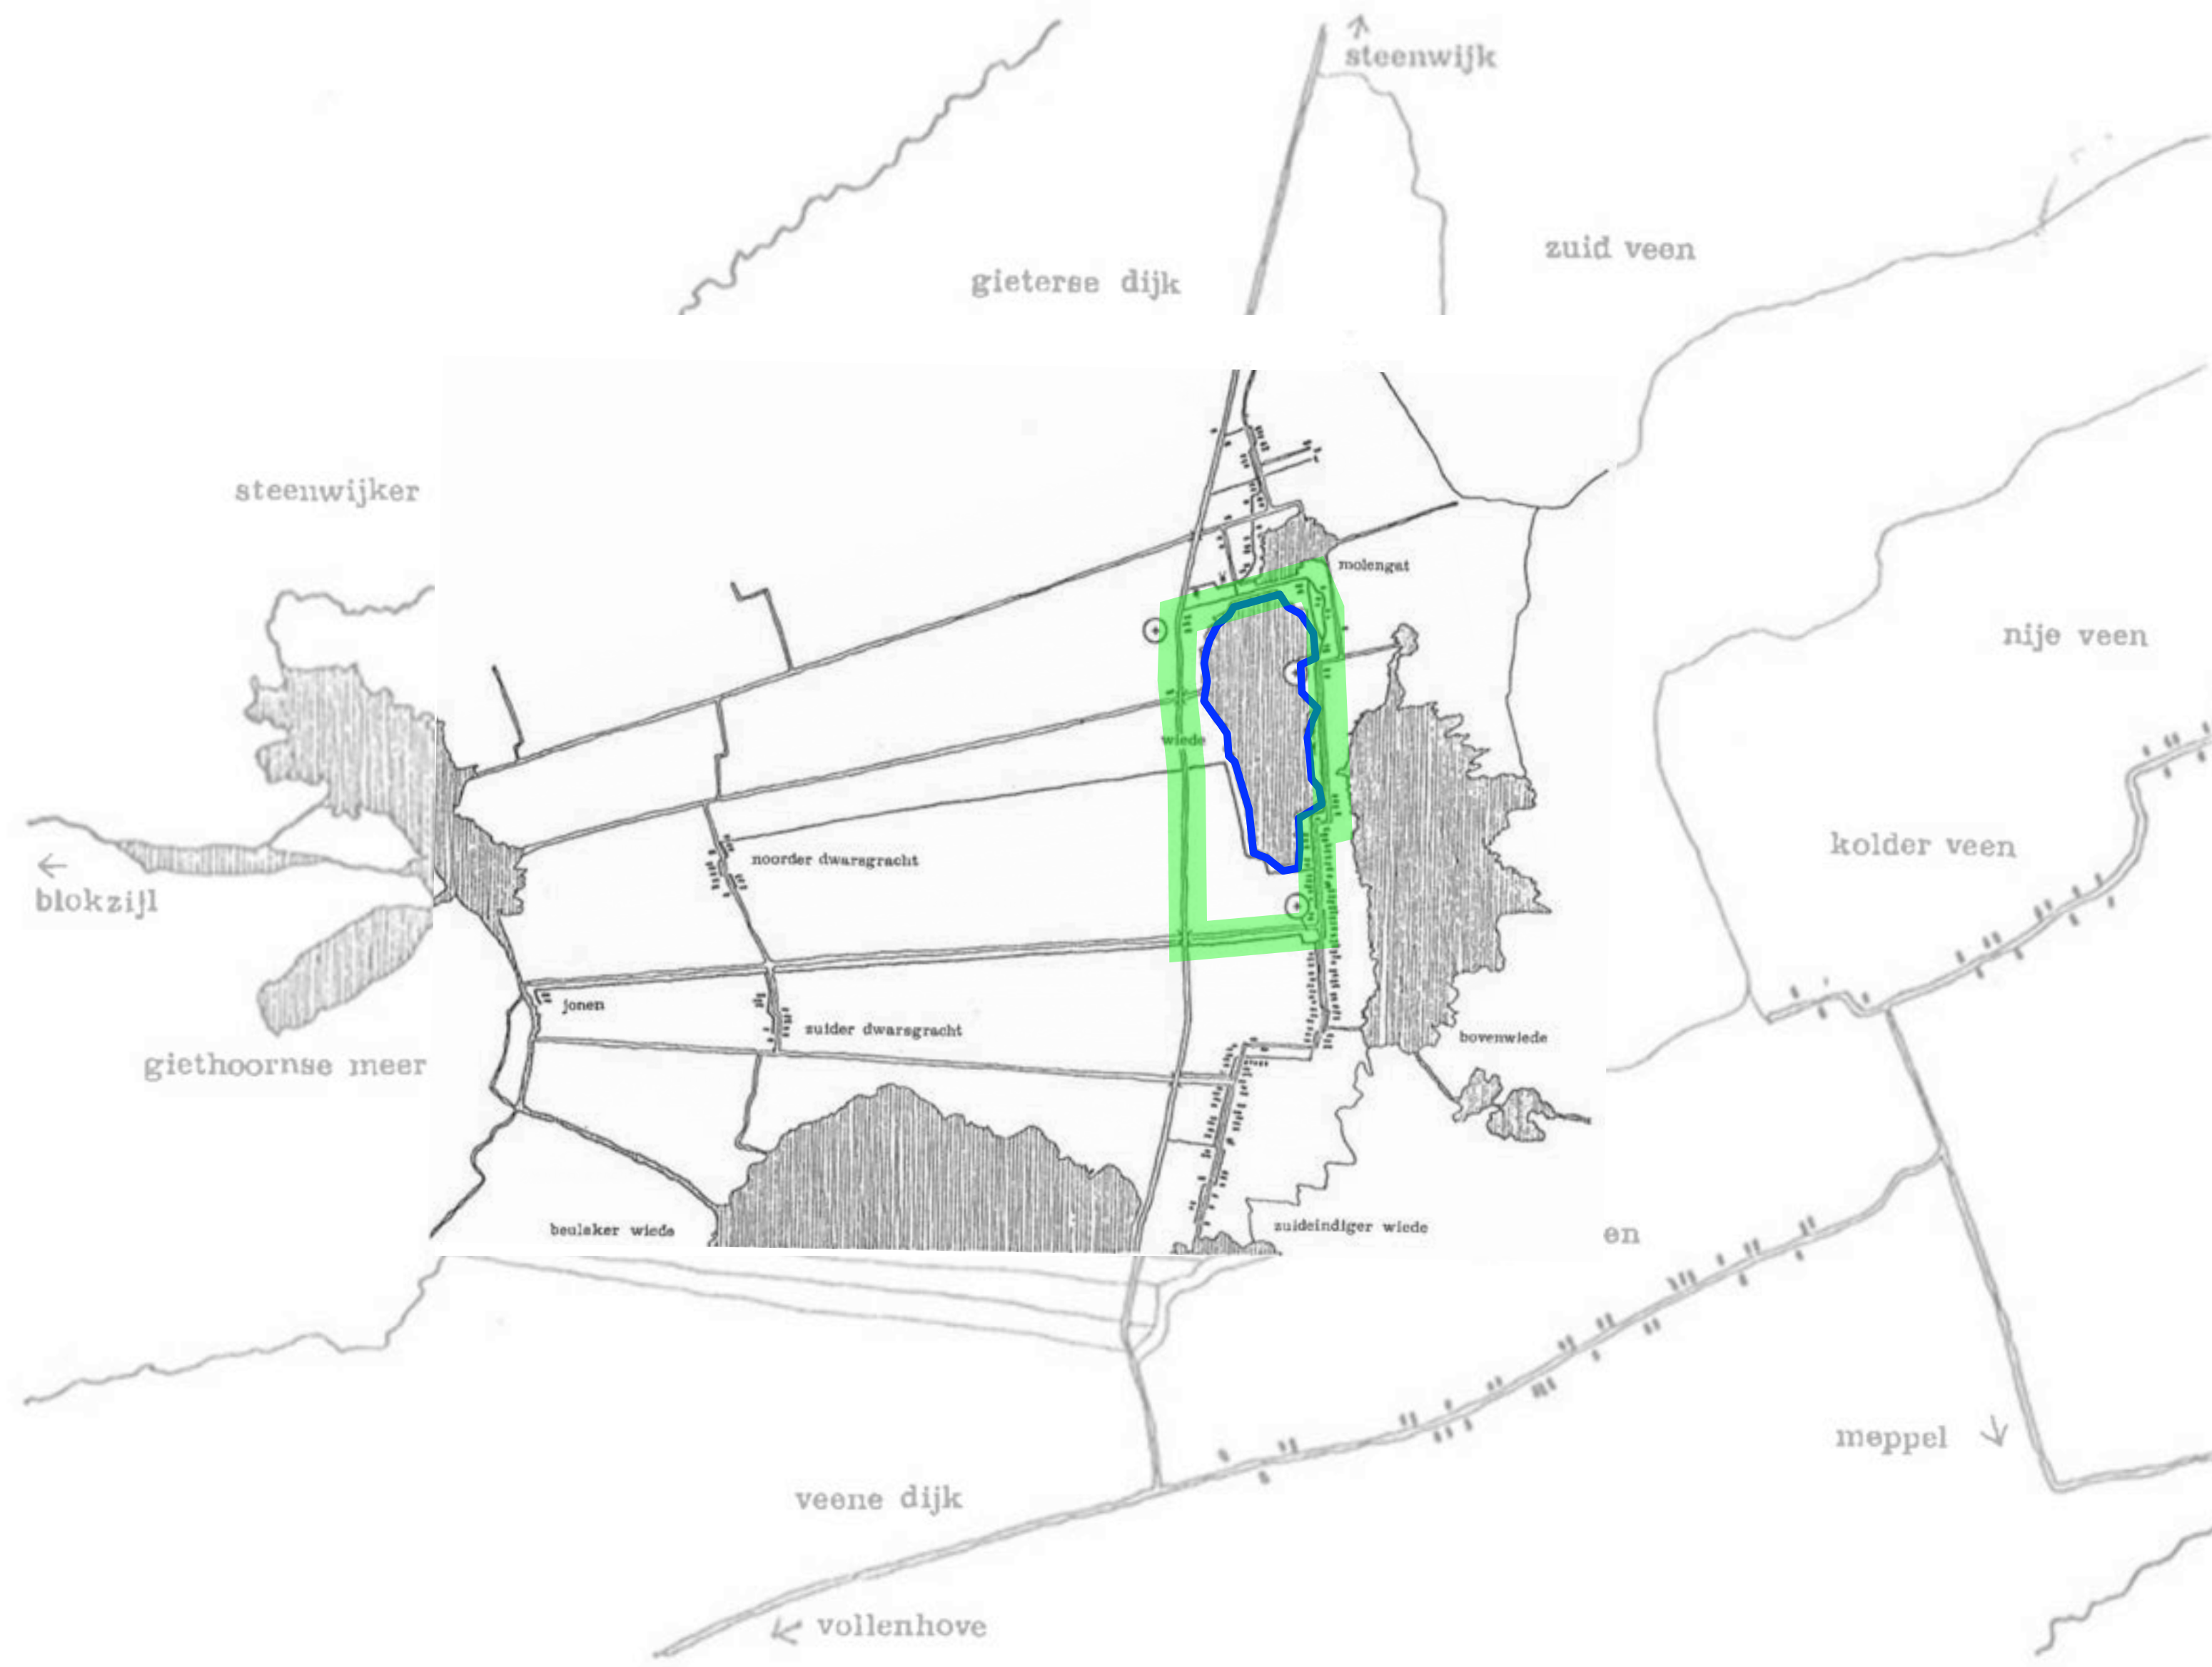 steenwijk
zuid veen
gieterse dijk
steenwijker
molengat
nije veen
wiede
kolder veen
noorder dwarsgracht
blokzijl
jonen
zuider dwarsgracht
bovenwiede
giethoornse meer
beulaker wiede
zuideindiger wiede
en
meppel
veene dijk
vollenhove